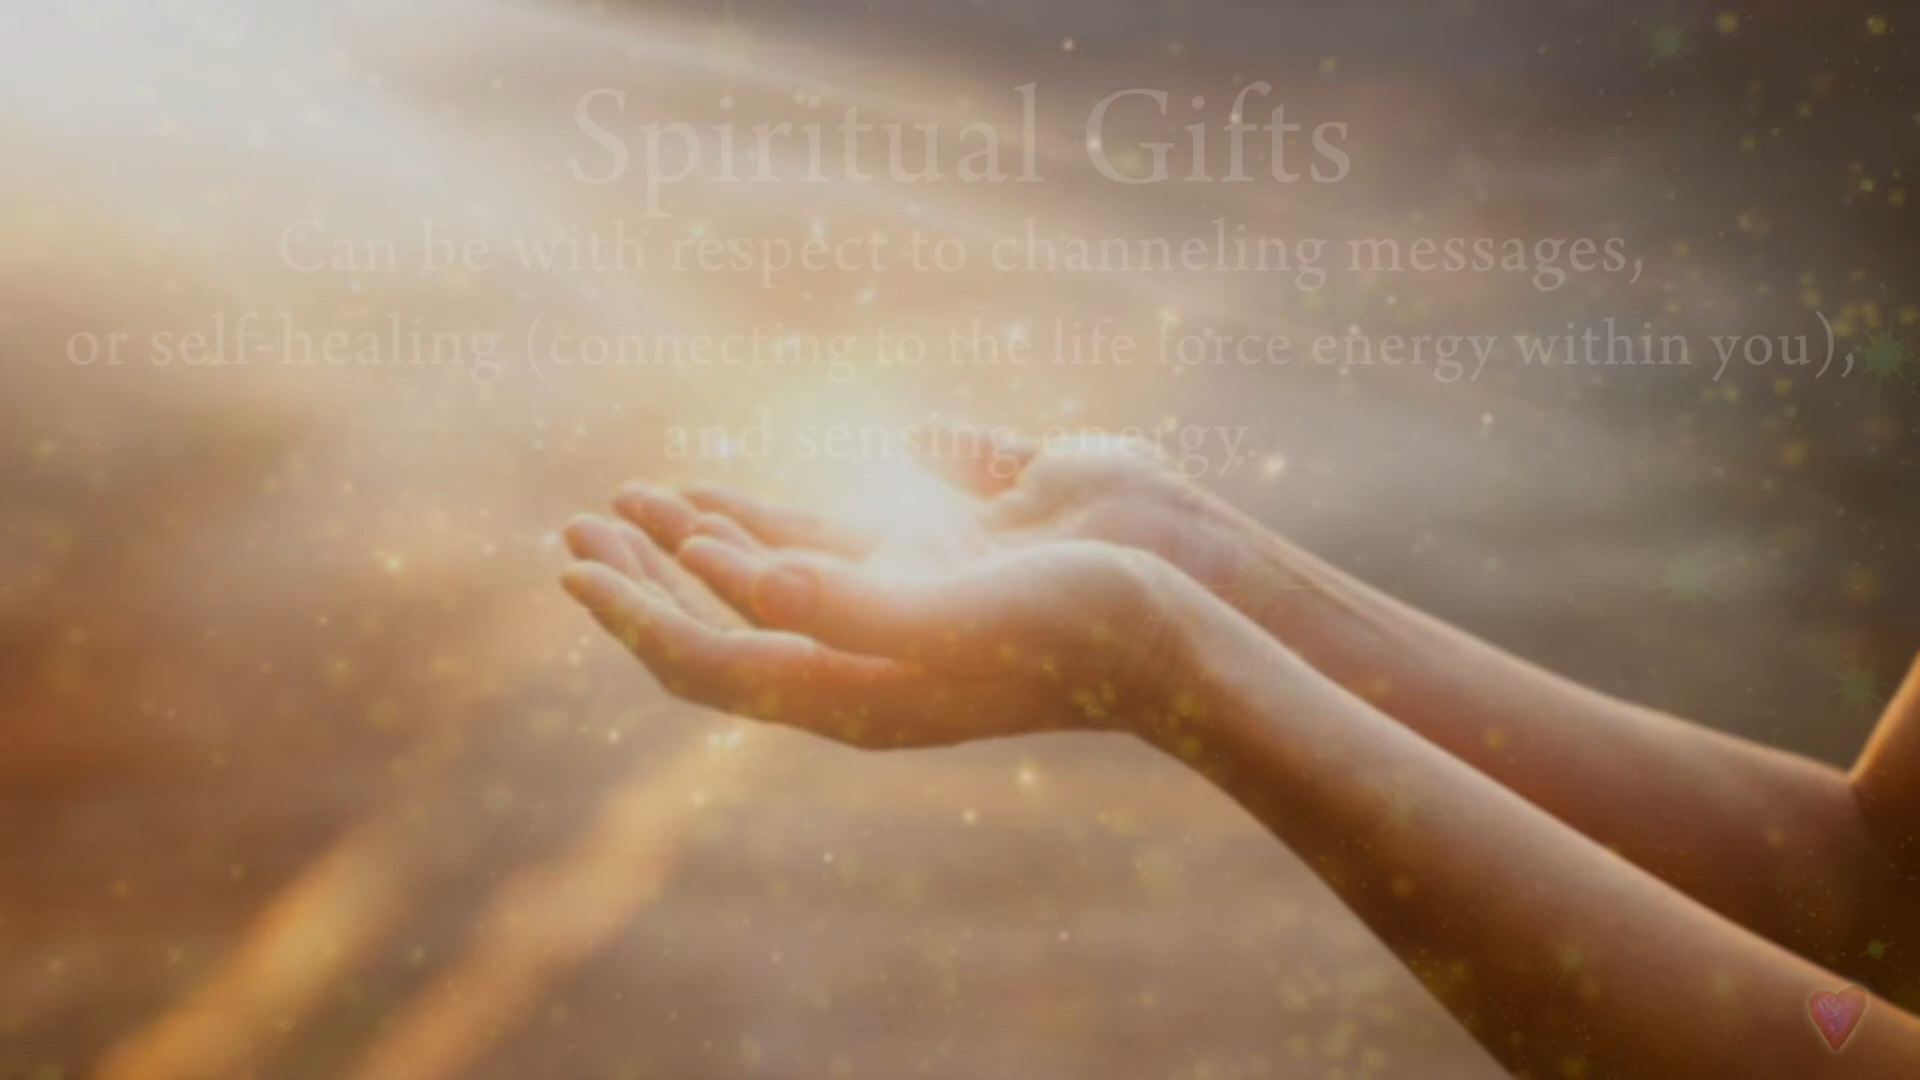 Spiritual Gifts
Can be with respect to channeling messages,
or self-healing (connecting to the life force energy within you),
and sensing energy.